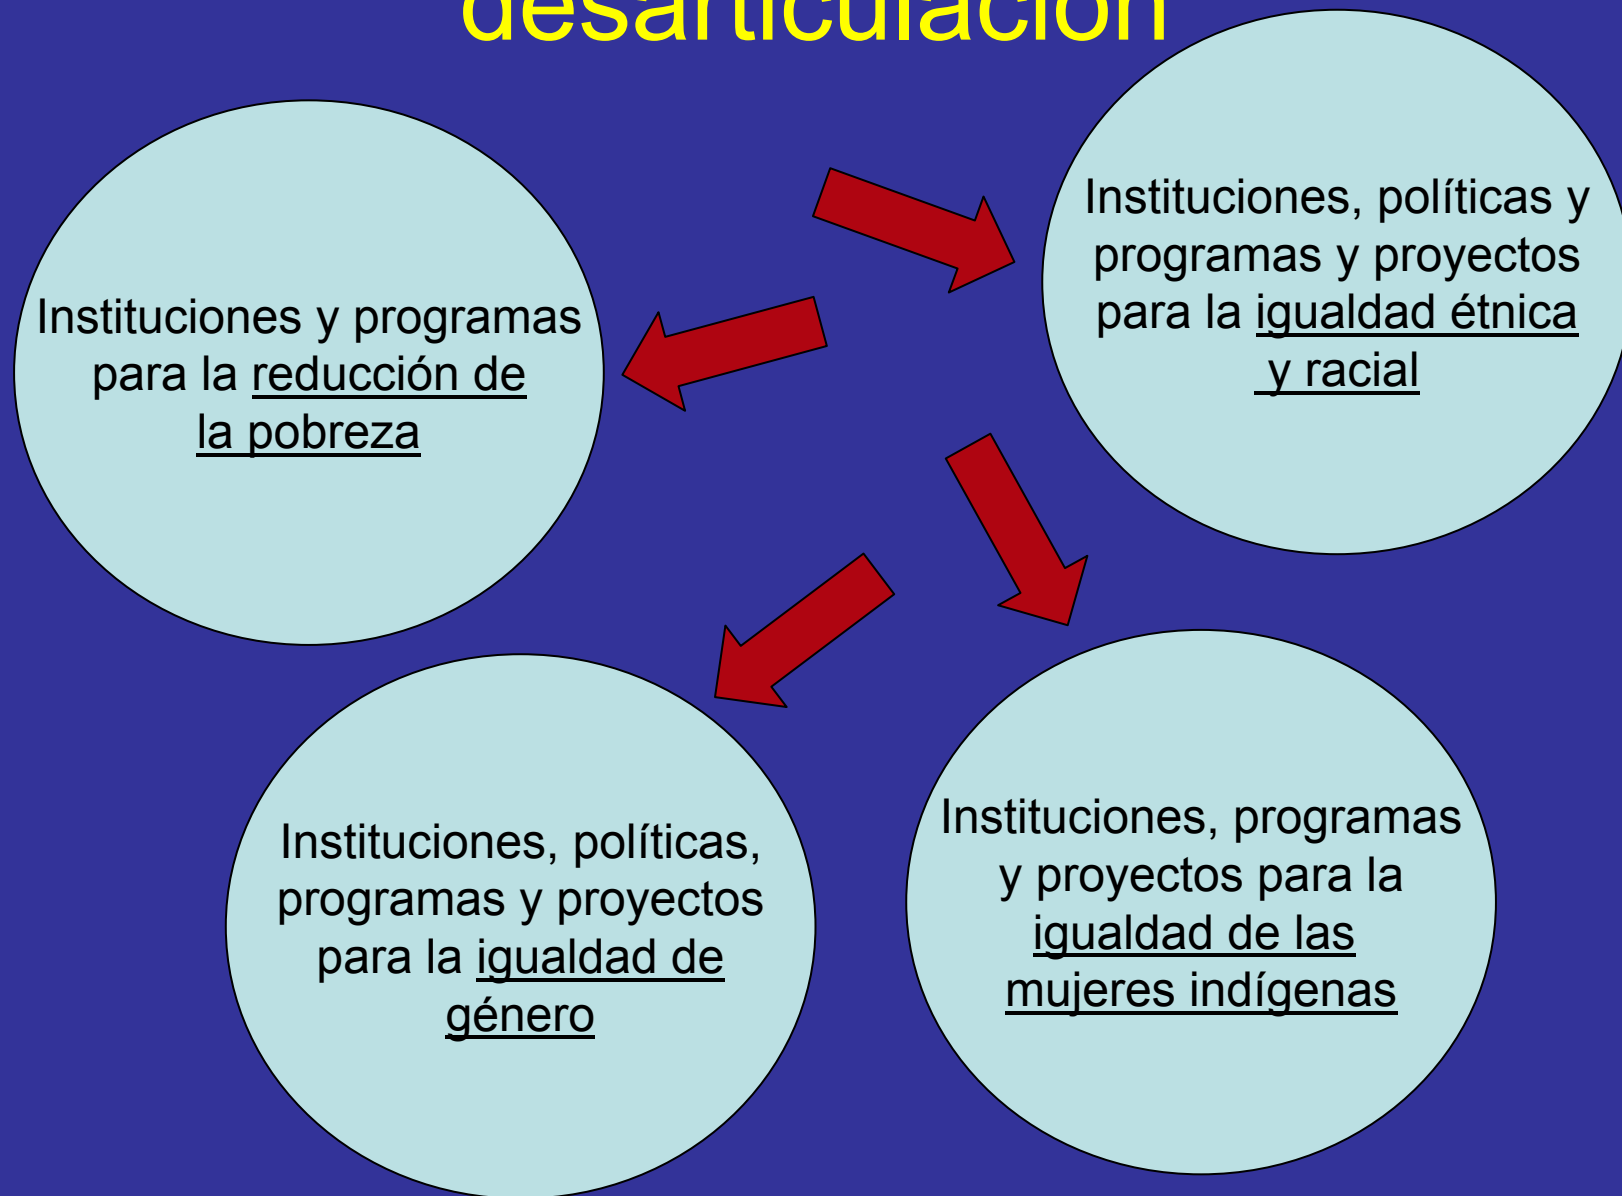 desarticulación
Instituciones y programas
para la reducción de
la pobreza
Instituciones, políticas y
programas y proyectos
para la igualdad étnica
y racial
Instituciones, políticas,
programas y proyectos
para la igualdad de
género
Instituciones, programas
y proyectos para la
igualdad de las
mujeres indígenas